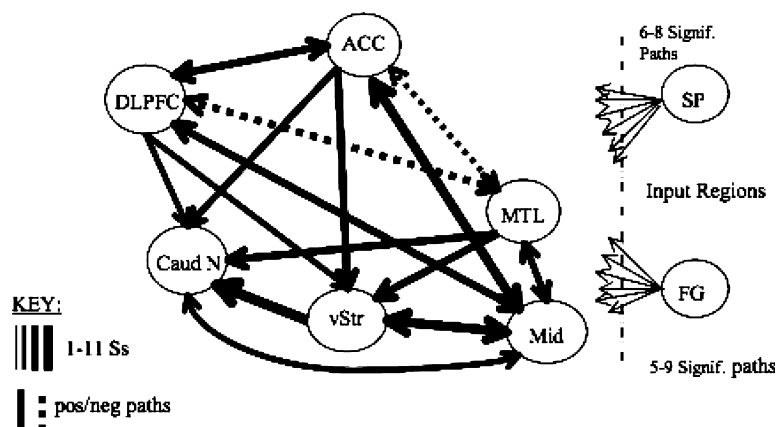 6-8 Signif.
Paths
ACC
DLPFC
SP
Input Regions
MTL
Caud N
vStr
Mid
FG
KEY:
1-11 Ss
pos/neg paths
5-9 Signif. paths